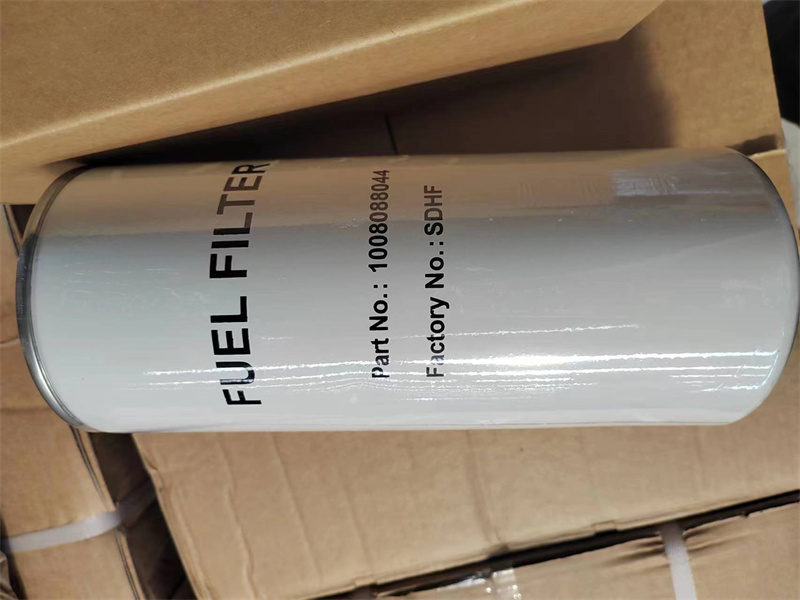 FUEL FILTER
Part No.: 1008088044
Factory No.: SDHF